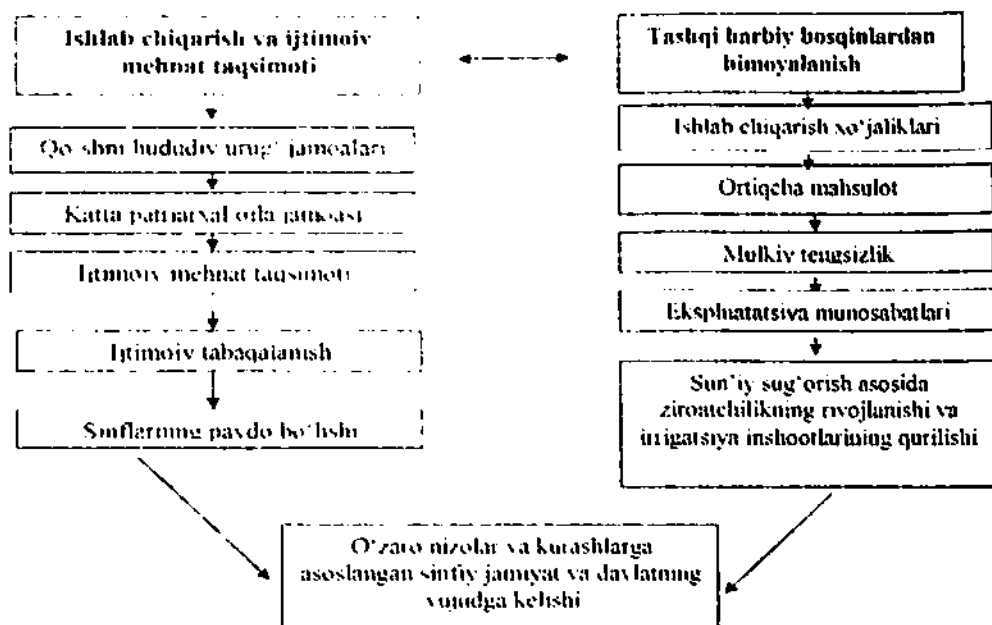 Ishlab chiqarish va ijtimoiy
mehnat taqsimoti
Qo‘shni hududiy urug‘ jamoalari
Katta patriarxal oila jamoasi
Ijtimoiy mehnat taqsimoti
Ijtimoiy tabaqalanish
Sinflarning paydo bo‘lishi
Tashqi harbiy bosqinlardan
himoyalanish
Ishlab chiqarish xo‘jaliklari
Ortiqcha mahsulot
Mulkiy tengsizlik
Ekspluatatsiya munosabatlari
Sun’iy sug‘orish asosida
ziroatchilikning rivojlanishi va
irrigatsiya inshootlarining qurilishi
O‘zaro nizolar va kurashlarga
asoslangan sinfiy jamiyat va davlatning
vujudga kelishi